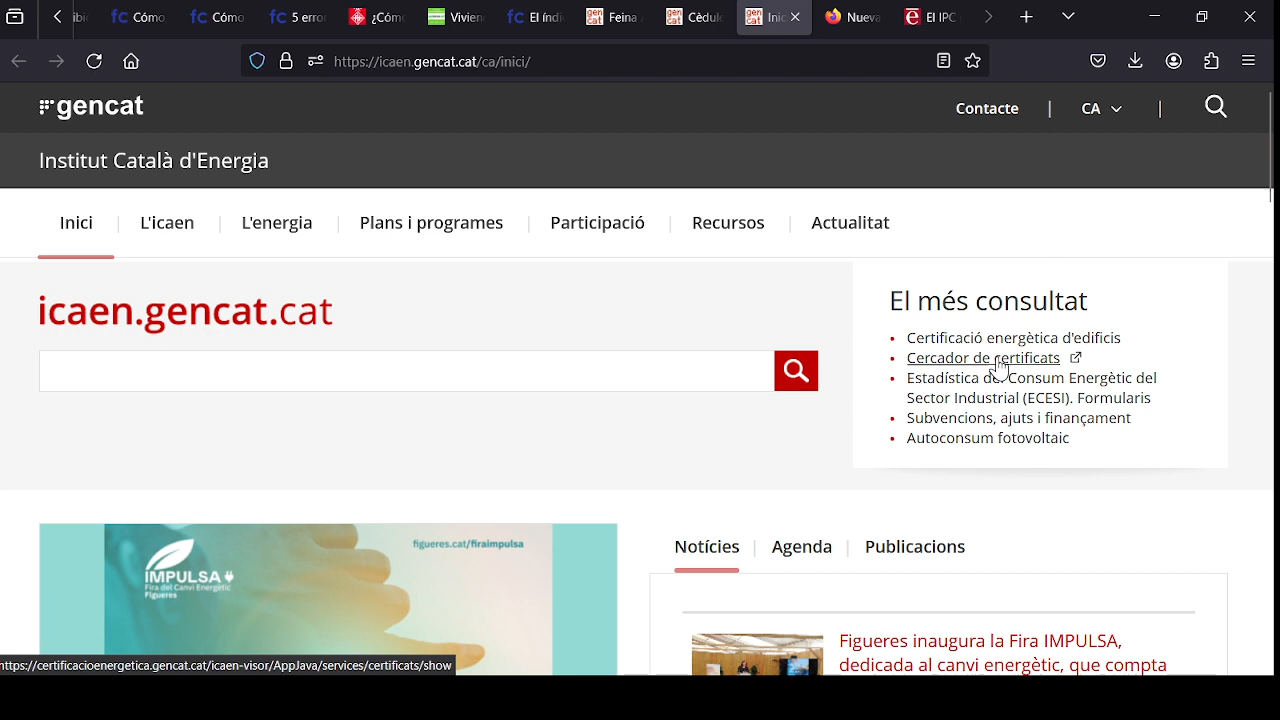 Cómo
Cómo
5 erro
¿Cómo
Vivien
El índi
Feina
Cèdul
Inic
Nueva
El IPC
https://icaen.gencat.cat/ca/inici/
gencat
Contacte
CA
Institut Català d'Energia
Inici
L'icaen
L'energia
Plans i programes
Participació
Recursos
Actualitat
icaen.gencat.cat
El més consultat
Certificació energètica d'edificis
Cercador de certificats
Estadística del Consum Energètic del
Sector Industrial (ECESI). Formularis
Subvencions, ajuts i finançament
Autoconsum fotovoltaic
figueres.cat/firaimpulsa
IMPULSA
Fira del Canvi Energètic
Figueres
Notícies
Agenda
Publicacions
Figueres inaugura la Fira IMPULSA,
dedicada al canvi energètic, que compta
https://certificacioenergetica.gencat.cat/icaen-visor/AppJava/services/certificats/show